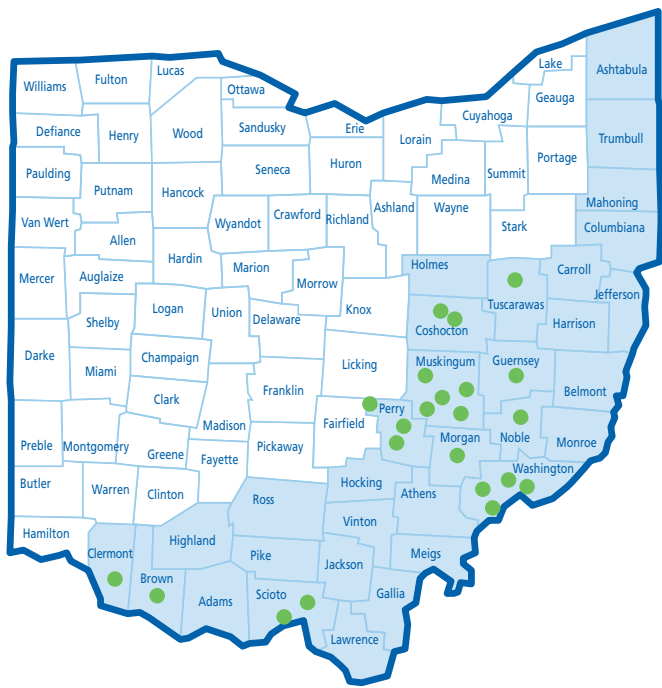 Lake
Ashtabula
Lucas
Williams
Fulton
Ottawa
Geauga
Cuyahoga
Defiance
Henry
Wood
Sandusky
Erie
Lorain
Trumbull
Portage
Huron
Paulding
Seneca
Summit
Medina
Putnam
Hancock
Mahoning
Ashland
Wayne
Crawford
Richland
Van Wert
Wyandot
Stark
Columbiana
Allen
Hardin
Holmes
Marion
Carroll
Mercer
Auglaize
Morrow
Jefferson
Tuscarawas
Logan
Union
Knox
Delaware
Shelby
Harrison
Coshocton
Darke
Champaign
Muskingum
Guernsey
Licking
Miami
Franklin
Belmont
Clark
Perry
Madison
Fairfield
Morgan
Noble
Monroe
Preble
Montgomery
Pickaway
Greene
Fayette
Washington
Butler
Hocking
Warren
Clinton
Athens
Ross
Vinton
Hamilton
Highland
Clermont
Pike
Meigs
Jackson
Brown
Gallia
Scioto
Adams
Lawrence